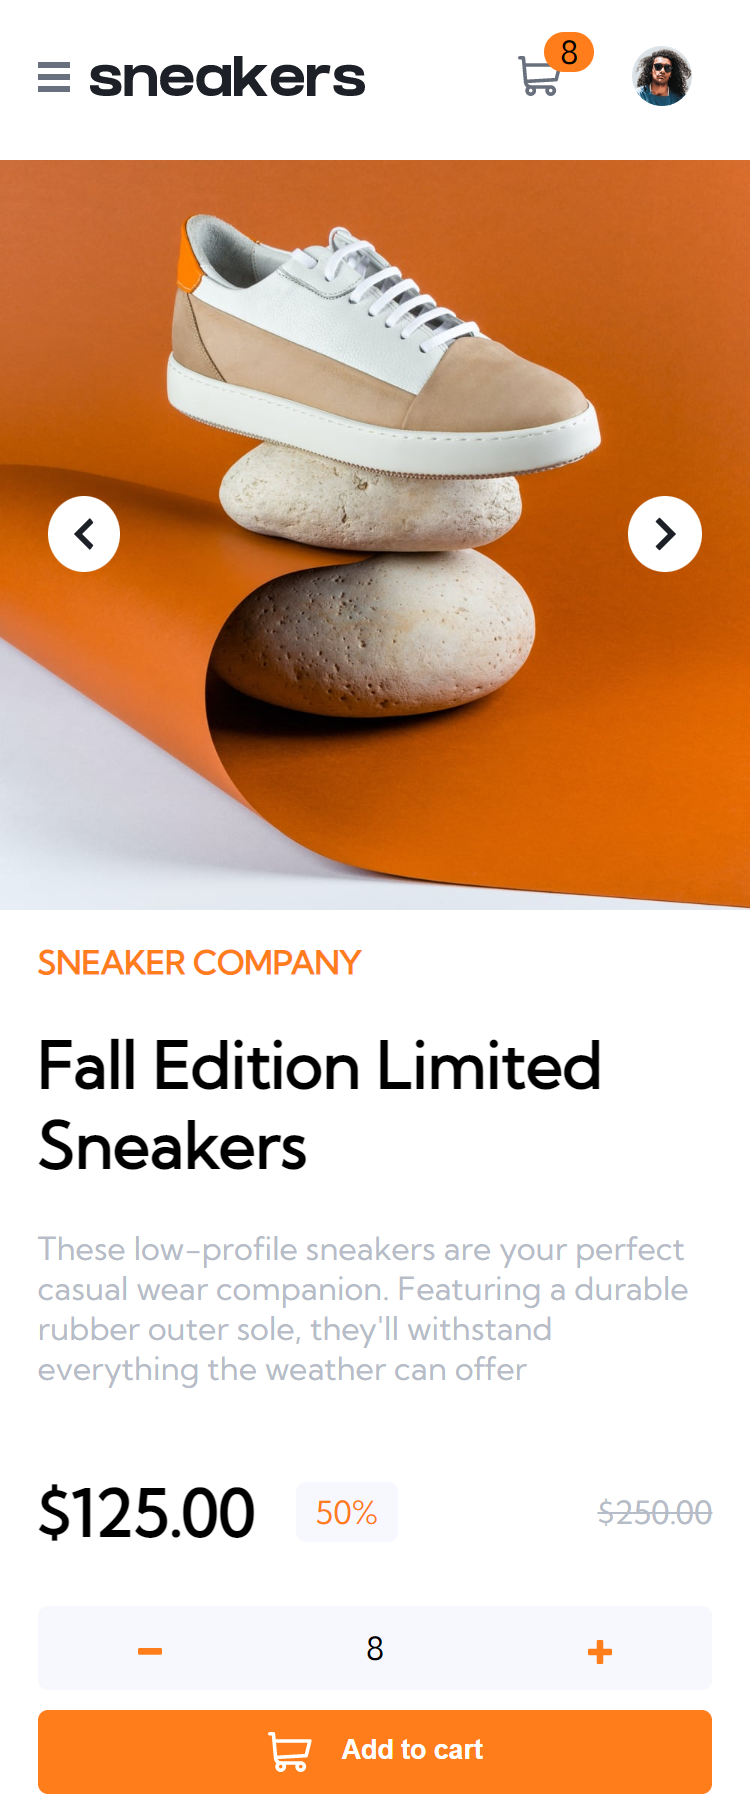 sneakers
8
SNEAKER COMPANY
Fall Edition Limited
Sneakers
These low-profile sneakers are your perfect
casual wear companion. Featuring a durable
rubber outer sole, they'll withstand
everything the weather can offer
$125.00 50% $250.00
8
Add to cart